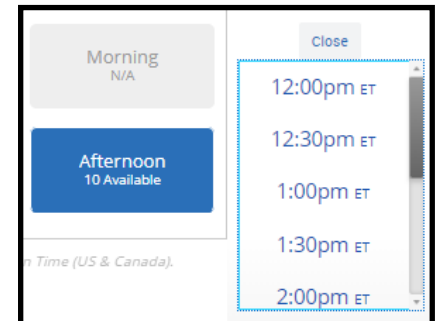 Morning
N/A
Afternoon
10 Available
n Time (US & Canada).
Close
12:00pm ET
12:30pm ET
1:00pm ET
1:30pm ET
2:00pm ET